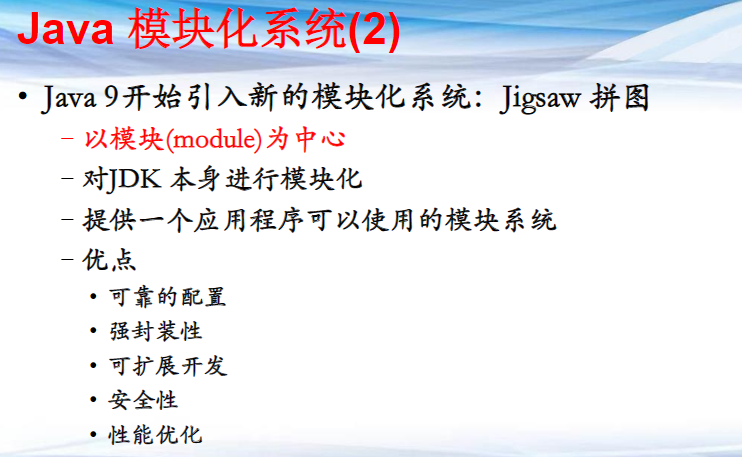 Java 模块化系统(2)
• Java 9开始引入新的模块化系统：Jigsaw 拼图
– 以模块(module)为中心
– 对JDK 本身进行模块化
– 提供一个应用程序可以使用的模块系统
– 优点
• 可靠的配置
• 强封装性
• 可扩展开发
• 安全性
• 性能优化